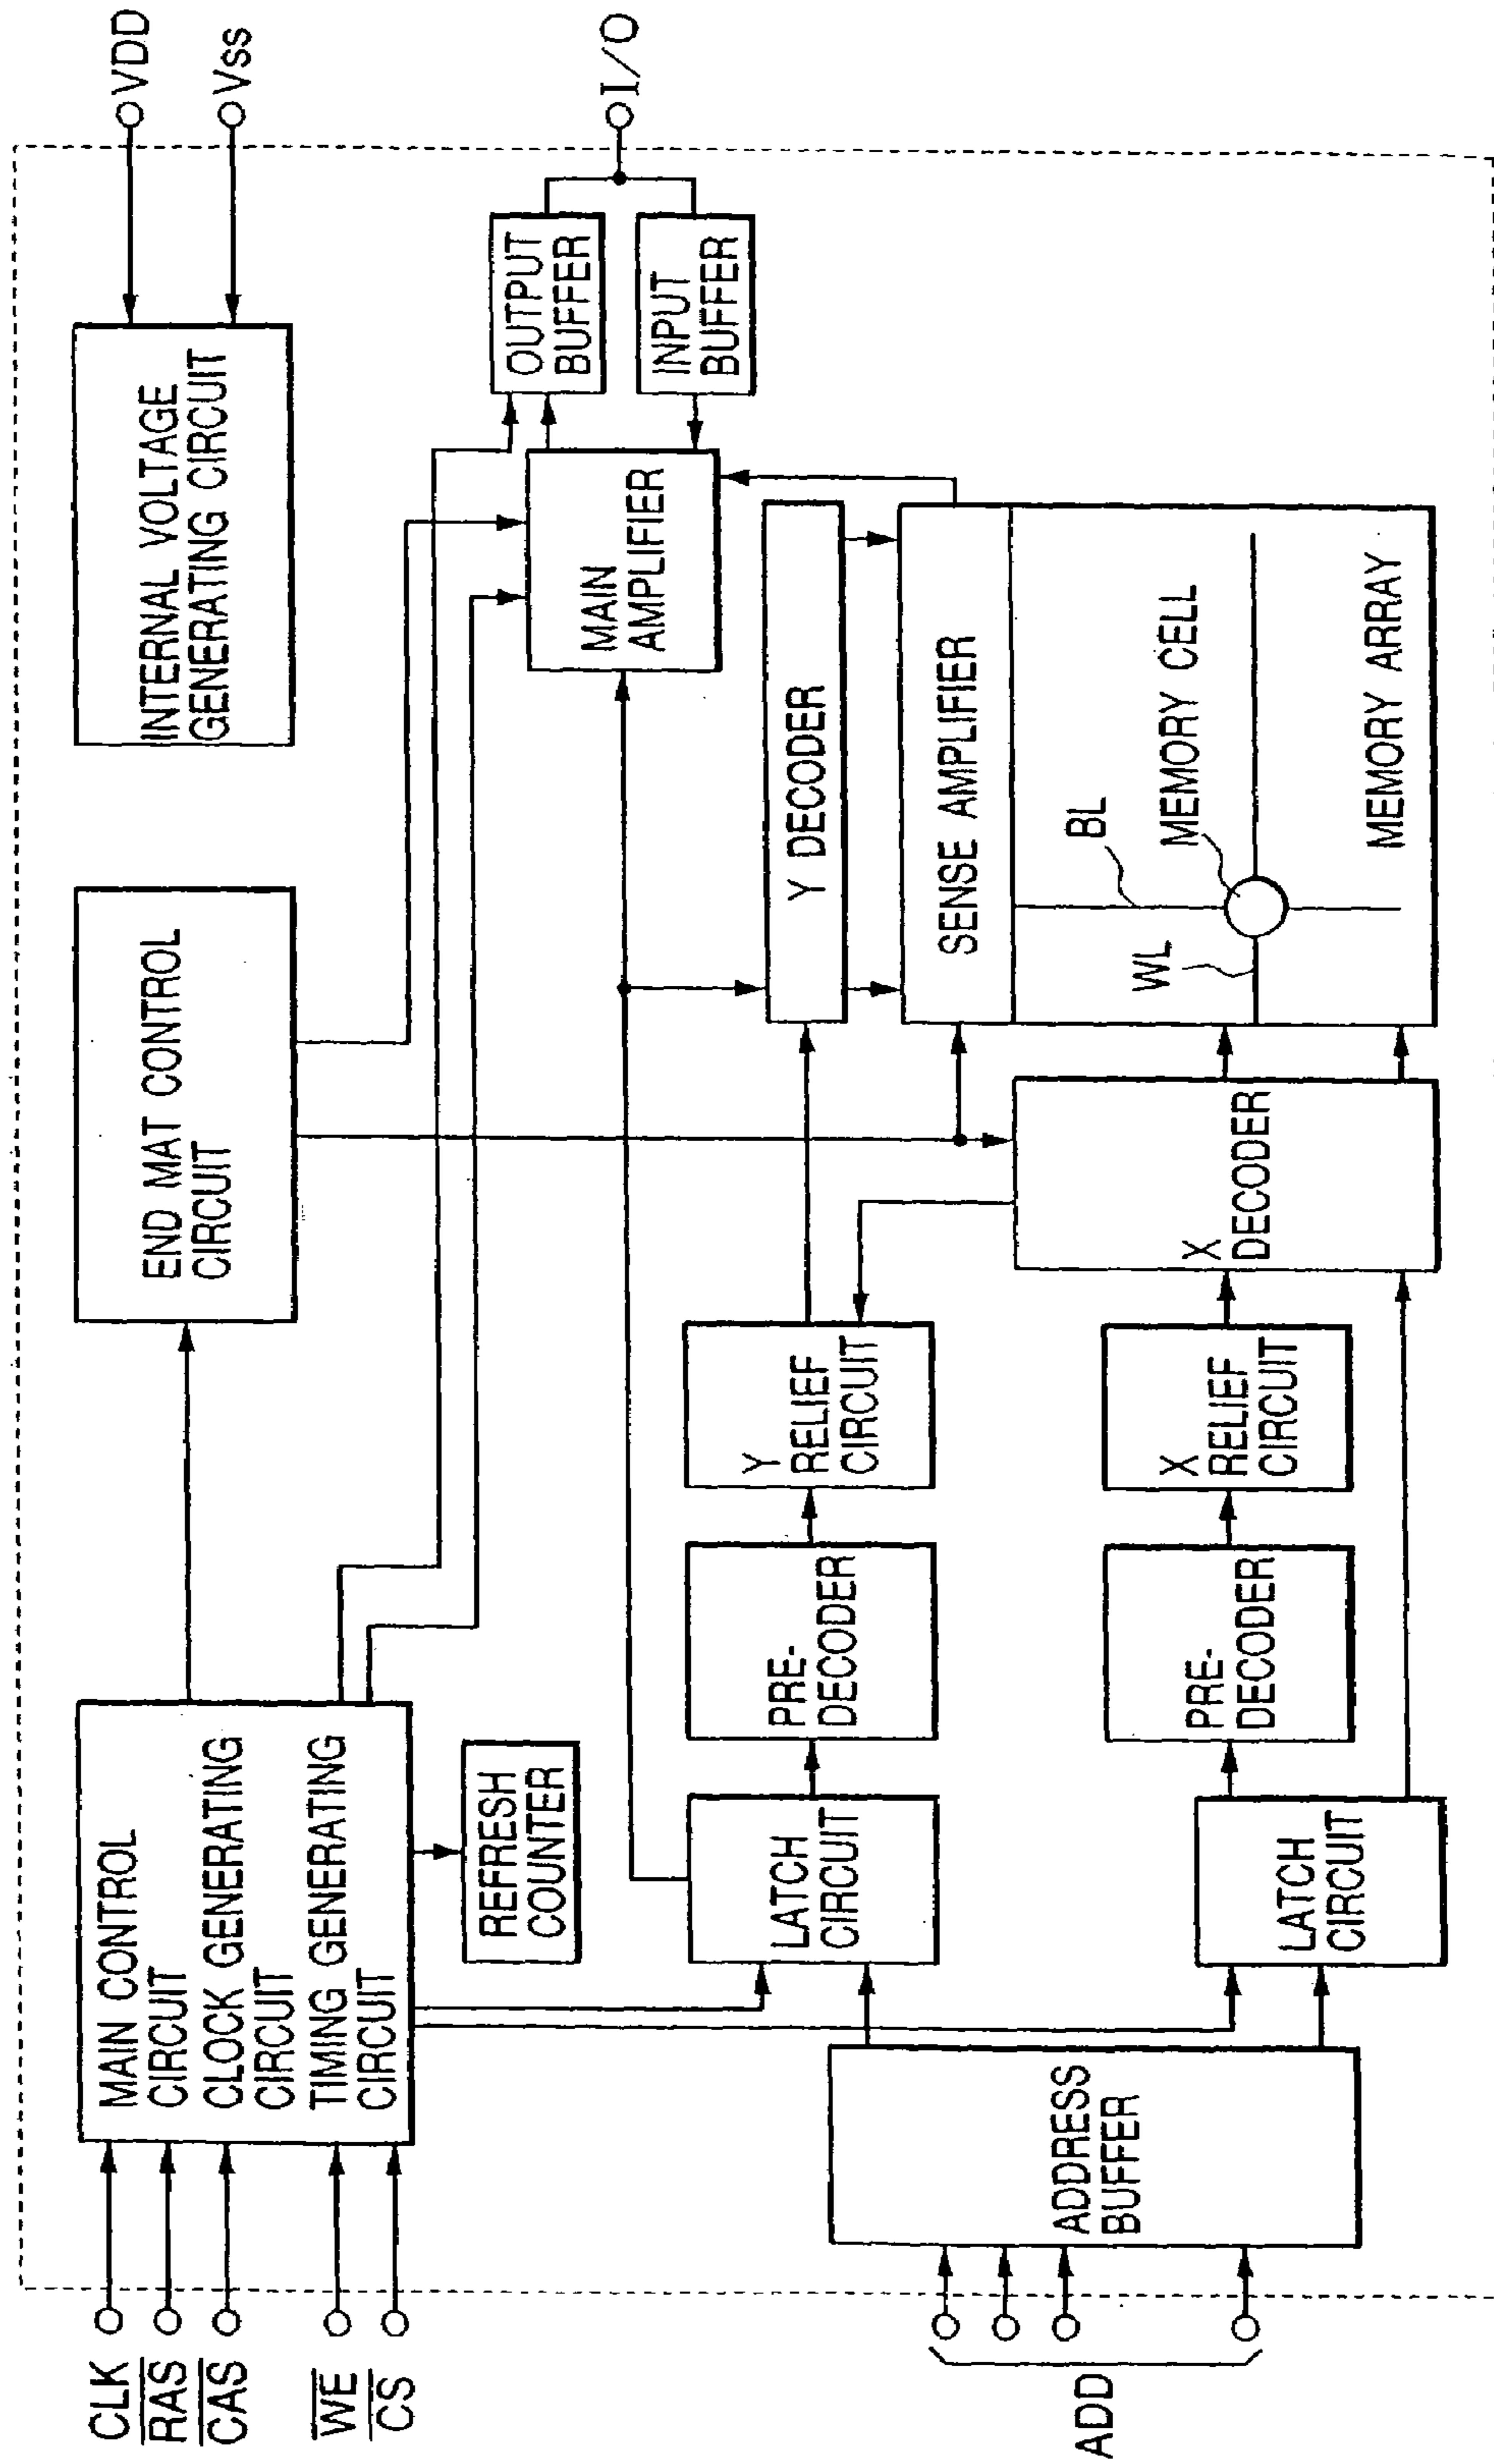 CLK
RAS
CAS
WE
CS
MAIN CONTROL
CIRCUIT
CLOCK GENERATING
CIRCUIT
TIMING GENERATING
CIRCUIT
REFRESH
COUNTER
END MAT CONTROL
CIRCUIT
INTERNAL VOLTAGE
GENERATING CIRCUIT
VDD
Vss
OUTPUT
BUFFER
INPUT
BUFFER
I/O
MAIN
AMPLIFIER
LATCH
CIRCUIT
PRE-
DECODER
Y
RELIEF
CIRCUIT
Y DECODER
SENSE AMPLIFIER
BL
WL
MEMORY CELL
MEMORY ARRAY
ADD
ADDRESS
BUFFER
LATCH
CIRCUIT
PRE-
DECODER
X
RELIEF
CIRCUIT
X
DECODER